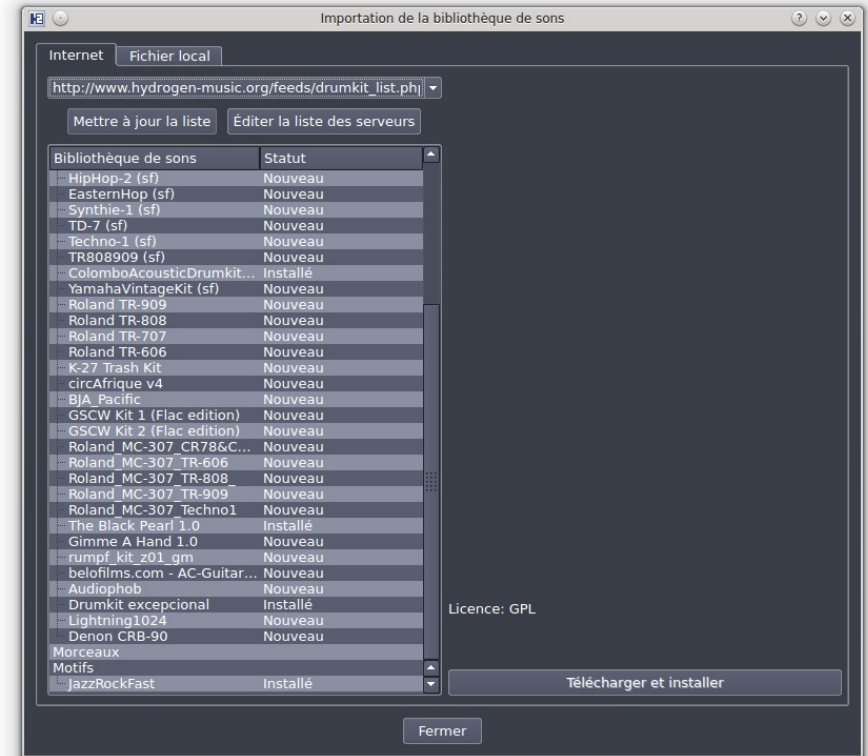 Importation de la bibliothèque de sons
Internet Fichier local
http://www.hydrogen-music.org/feeds/drumkit_list.php
Mettre à jour la liste Éditer la liste des serveurs
Bibliothèque de sons Statut
HipHop-2 (sf) Nouveau
EasternHop (sf) Nouveau
Synthie-1 (sf) Nouveau
TD-7 (sf) Nouveau
Techno-1 (sf) Nouveau
TR808909 (sf) Nouveau
ColomboAcousticDrumkit... Installé
YamahaVintageKit (sf) Nouveau
Roland TR-909 Nouveau
Roland TR-808 Nouveau
Roland TR-707 Nouveau
Roland TR-606 Nouveau
K-27 Trash Kit Nouveau
circAfrique v4 Nouveau
BJA_Pacific Nouveau
GSCW Kit 1 (Flac edition) Nouveau
GSCW Kit 2 (Flac edition) Nouveau
Roland_MC-307_CR78&C... Nouveau
Roland_MC-307_TR-606 Nouveau
Roland_MC-307_TR-808_ Nouveau
Roland_MC-307_TR-909 Nouveau
Roland_MC-307_Techno1 Nouveau
The Black Pearl 1.0 Installé
Gimme A Hand 1.0 Nouveau
rumpf_kit_z01_gm Nouveau
belofilms.com - AC-Guitar... Nouveau
Audiophob Nouveau
Drumkit excepcional Installé
Lightning1024 Nouveau
Denon CRB-90 Nouveau
Morceaux
Motifs
JazzRockFast Installé
Licence: GPL
Télécharger et installer
Fermer